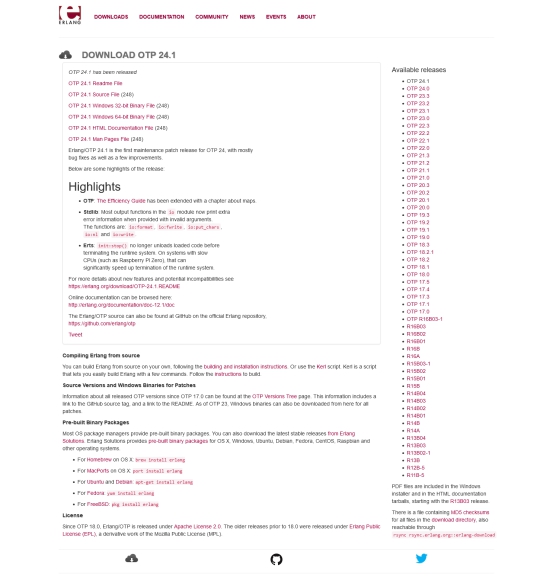 ERLANG
DOWNLOADS DOCUMENTATION COMMUNITY NEWS EVENTS ABOUT
DOWNLOAD OTP 24.1
OTP 24.1 has been released
OTP 24.1 Readme File
OTP 24.1 Source File (248)
OTP 24.1 Windows 32-bit Binary File (248)
OTP 24.1 Windows 64-bit Binary File (248)
OTP 24.1 HTML Documentation File (248)
OTP 24.1 Man Pages File (248)
Erlang/OTP 24.1 is the first maintenance patch release for OTP 24, with mostly
bug fixes as well as a few improvements.
Below are some highlights of the release:
Highlights
OTP: The Efficiency Guide has been extended with a chapter about maps.
Stdlib: Most output functions in the io module now print extra
error information when provided with invalid arguments.
The functions are: io:format, io:fwrite, io:put_chars,
io:nl and io:write.
Erts: init:stop() no longer unloads loaded code before
terminating the runtime system. On systems with slow
CPUs (such as Raspberry Pi Zero), that can
significantly speed up termination of the runtime system.
For more details about new features and potential incompatibilities see
https://erlang.org/download/OTP-24.1.README
Online documentation can be browsed here:
http://erlang.org/documentation/doc-12.1/doc
The Erlang/OTP source can also be found at GitHub on the official Erlang repository,
https://github.com/erlang/otp
Tweet
Compiling Erlang from source
You can build Erlang from source on your own, following the building and installation instructions. Or use the Kerl script. Kerl is a script
that lets you easily build Erlang with a few commands. Follow the instructions to build.
Source Versions and Windows Binaries for Patches
Information about all released OTP versions since OTP 17.0 can be found at the OTP Versions Tree page. This information includes a
link to the GitHub source tag, and a link to the README. As of OTP 23, Windows binaries can also be downloaded from here for all
patches.
Pre-built Binary Packages
Most OS package managers provide pre-built binary packages. You can also download the latest stable releases from Erlang
Solutions. Erlang Solutions provides pre-built binary packages for OS X, Windows, Ubuntu, Debian, Fedora, CentOS, Raspbian and
other operating systems.
For Homebrew on OS X: brew install erlang
For MacPorts on OS X: port install erlang
For Ubuntu and Debian: apt-get install erlang
For Fedora: yum install erlang
For FreeBSD: pkg install erlang
License
Since OTP 18.0, Erlang/OTP is released under Apache License 2.0. The older releases prior to 18.0 were released under Erlang Public
License (EPL), a derivative work of the Mozilla Public License (MPL).
Available releases
OTP 24.1
OTP 24.0
OTP 23.3
OTP 23.2
OTP 23.1
OTP 23.0
OTP 22.3
OTP 22.2
OTP 22.1
OTP 22.0
OTP 21.3
OTP 21.2
OTP 21.1
OTP 21.0
OTP 20.3
OTP 20.2
OTP 20.1
OTP 20.0
OTP 19.3
OTP 19.2
OTP 19.1
OTP 19.0
OTP 18.3
OTP 18.2.1
OTP 18.2
OTP 18.1
OTP 18.0
OTP 17.5
OTP 17.4
OTP 17.3
OTP 17.1
OTP 17.0
OTP R16B03-1
R16B03
R16B02
R16B01
R16B
R16A
R15B03-1
R15B02
R15B01
R15B
R14B04
R14B03
R14B02
R14B01
R14B
R14A
R13B04
R13B03
R13B02-1
R13B
R12B-5
R11B-5
PDF files are included in the Windows
installer and in the HTML documentation
tarballs, starting with the R13B03 release.
There is a file containing MD5 checksums
for all files in the download directory, also
reachable through
rsync rsync.erlang.org::erlang-download